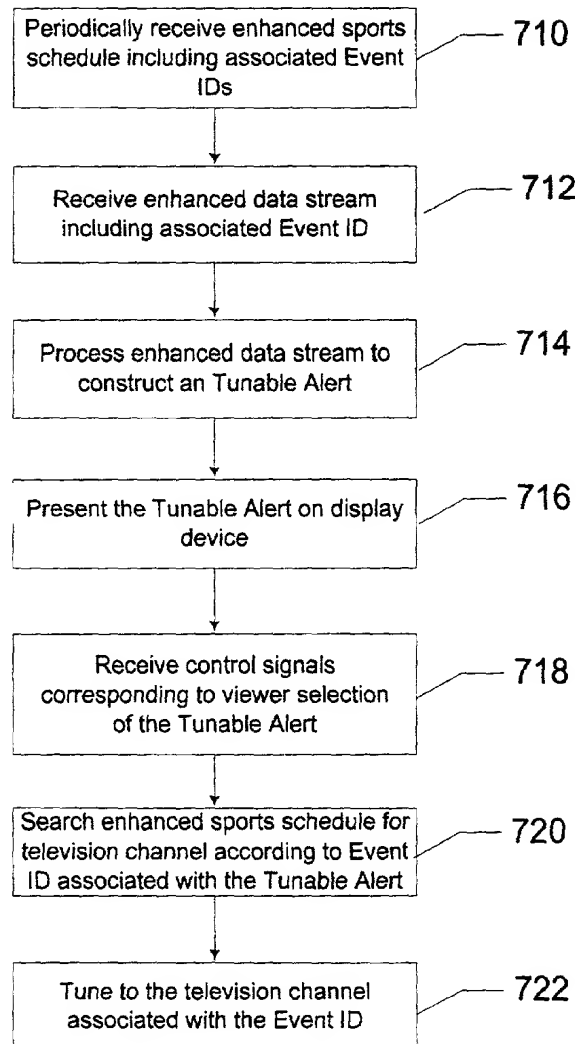 Periodically receive enhanced sports
schedule including associated Event
IDs
710
Receive enhanced data stream
including associated Event ID
712
Process enhanced data stream to
construct an Tunable Alert
714
Present the Tunable Alert on display
device
716
Receive control signals
corresponding to viewer selection
of the Tunable Alert
718
Search enhanced sports schedule for
television channel according to Event
ID associated with the Tunable Alert
720
Tune to the television channel
associated with the Event ID
722